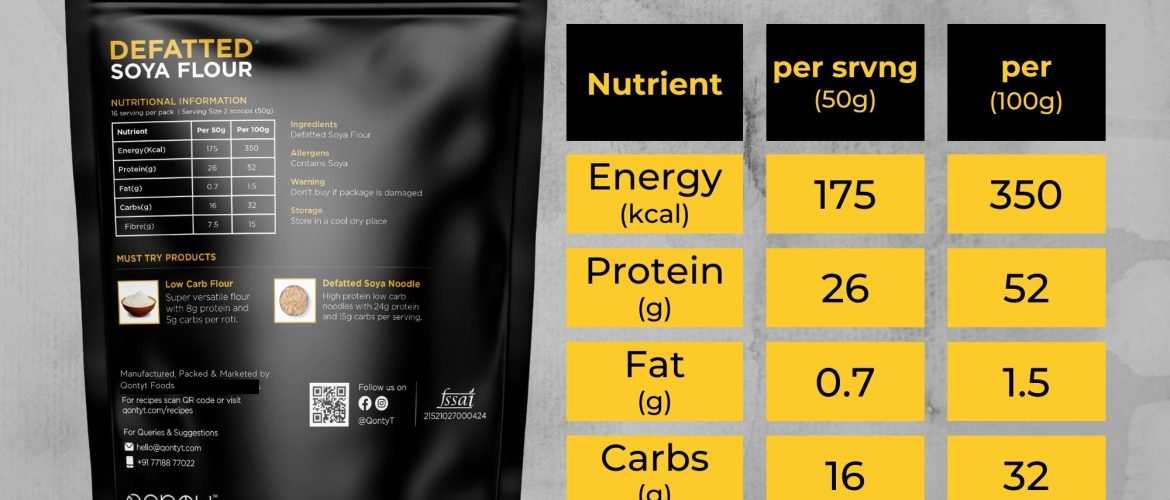 DEFATTED
SOYA FLOUR
NUTRITIONAL INFORMATION
16 serving per pack | Serving Size 2 scoops (50g)
Nutrient Per 50g Per 100g
Energy(Kcal) 175 350
Protein(g) 26 52
Fat(g) 0.7 1.5
Carbs(g) 16 32
Fibre(g) 7.5 15
Ingredients
Defatted Soya Flour
Allergens
Contains Soya
Warning
Don't buy if package is damaged
Storage
Store in a cool dry place
MUST TRY PRODUCTS
Low Carb Flour
Super versatile flour
with 8g protein and
5g carbs per roti.
Defatted Soya Noodle
High protein low carb
noodles with 24g protein
and 15g carbs per serving.
Manufactured, Packed & Marketed by:
Qontyt Foods
For recipes scan QR code or visit
qontyt.com/recipes
For Queries & Suggestions
hello@qontyt.com
+91 77188 77022
Follow us on
@QontyT
fssai
21521027000424
Nutrient per srvng (50g) per (100g)
Energy (kcal) 175 350
Protein (g) 26 52
Fat (g) 0.7 1.5
Carbs (g) 16 32